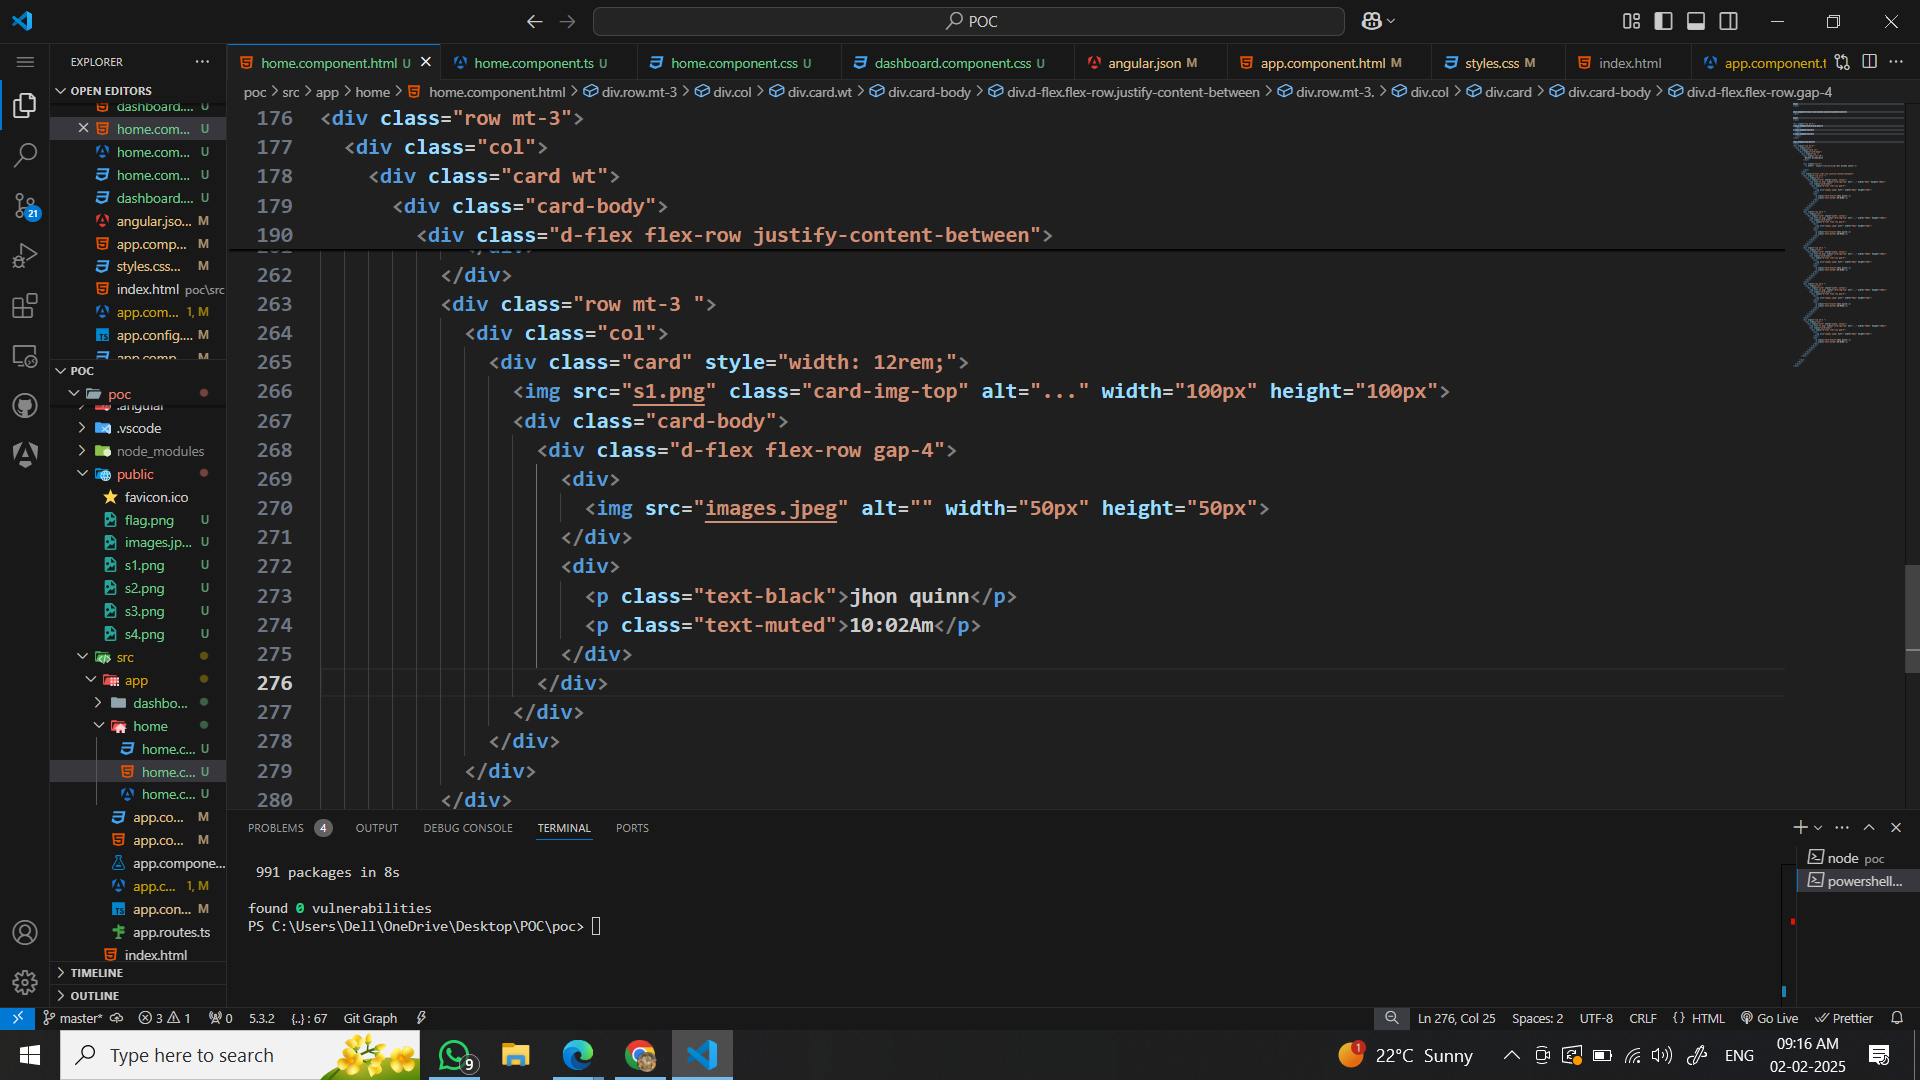 POC
EXPLORER
OPEN EDITORS
dashboard.... U
home.com... U
home.com... U
home.com... U
dashboard.... U
angular.jso... M
app.comp... M
styles.css... M
index.html poc\src
app.com... 1, M
app.config.... M
app.comp... M
POC
poc
.angular
.vscode
node_modules
public
favicon.ico
flag.png U
images.jp... U
s1.png U
s2.png U
s3.png U
s4.png U
src
app
dashbo...
home
home.c... U
home.c... U
home.c... U
app.co... M
app.co... M
app.compone...
app.c... 1, M
app.con... M
app.routes.ts
index.html
TIMELINE
OUTLINE
21
home.component.html U
home.component.ts U
home.component.css U
dashboard.component.css U
angular.json M
app.component.html M
styles.css M
index.html
app.component.t
poc > src > app > home > home.component.html > div.row.mt-3 > div.col > div.card.wt > div.card-body > div.d-flex.flex-row.justify-content-between > div.row.mt-3. > div.col > div.card > div.card-body > div.d-flex.flex-row.gap-4
176 <div class="row mt-3">
177 <div class="col">
178 <div class="card wt">
179 <div class="card-body">
190 <div class="d-flex flex-row justify-content-between">
262 </div>
263 <div class="row mt-3 ">
264 <div class="col">
265 <div class="card" style="width: 12rem;">
266 <img src="s1.png" class="card-img-top" alt="..." width="100px" height="100px">
267 <div class="card-body">
268 <div class="d-flex flex-row gap-4">
269 <div>
270 <img src="images.jpeg" alt="" width="50px" height="50px">
271 </div>
272 <div>
273 <p class="text-black">jhon quinn</p>
274 <p class="text-muted">10:02Am</p>
275 </div>
276 </div>
277 </div>
278 </div>
279 </div>
280 </div>
PROBLEMS 4 OUTPUT DEBUG CONSOLE TERMINAL PORTS
991 packages in 8s
found 0 vulnerabilities
PS C:\Users\Dell\OneDrive\Desktop\POC\poc>
node poc
powershell...
master* 3 1 0 5.3.2 {..} : 67 Git Graph
Ln 276, Col 25 Spaces: 2 UTF-8 CRLF {} HTML Go Live Prettier
Type here to search
9
1
22°C Sunny
ENG
09:16 AM
02-02-2025